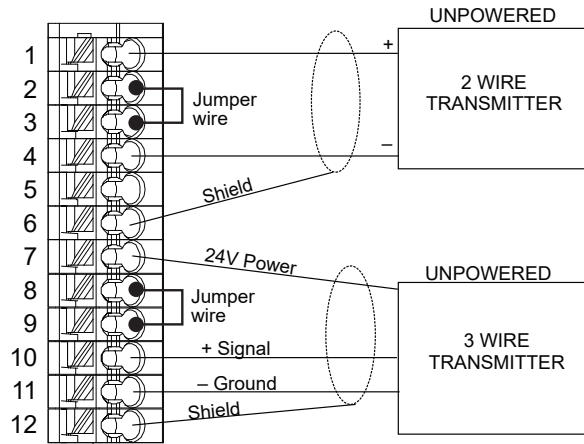 UNPOWERED
1
+
2 WIRE
TRANSMITTER
2
Jumper
wire
3
4
–
5
Shield
6
7
24V Power
UNPOWERED
8
Jumper
wire
9
3 WIRE
TRANSMITTER
10
+ Signal
11
– Ground
12
Shield